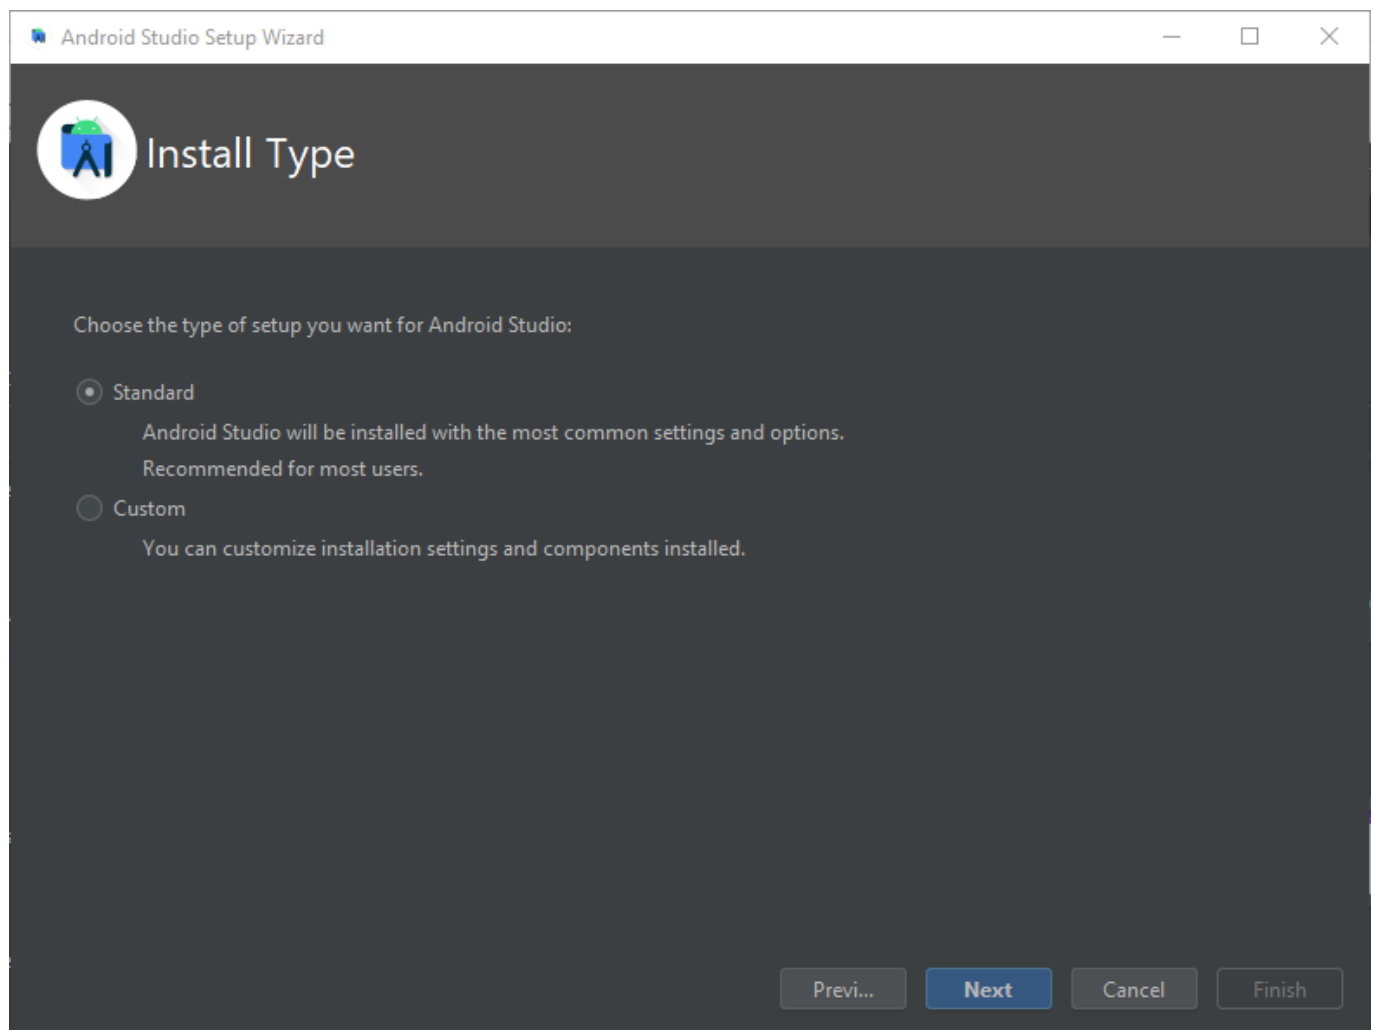 Android Studio Setup Wizard
Install Type
Choose the type of setup you want for Android Studio:
Standard
Android Studio will be installed with the most common settings and options.
Recommended for most users.
Custom
You can customize installation settings and components installed.
Previ... Next Cancel Finish